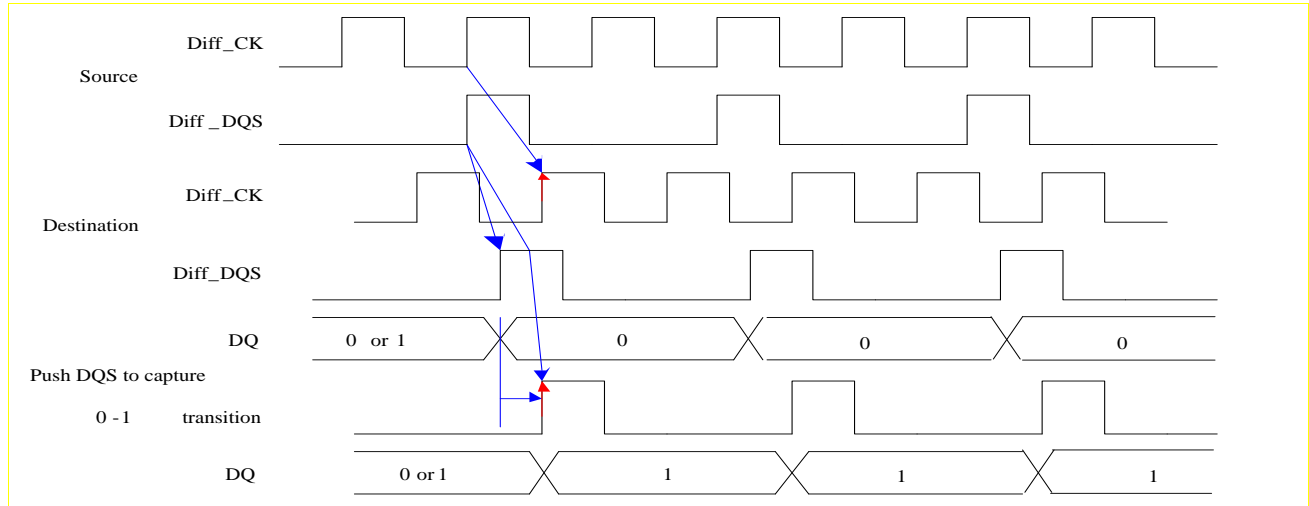 Diff_CK
Source
Diff _ DQS
Diff_CK
Destination
Diff_DQS
DQ 0 or 1 0 0 0
Push DQS to capture
0 -1 transition
DQ 0 or 1 1 1 1